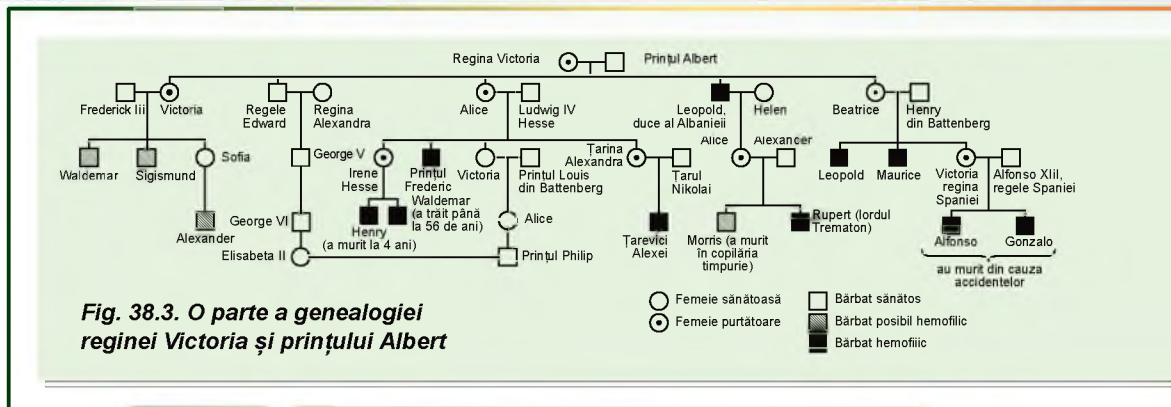 Regina Victoria Prințul Albert
Frederick Iii Victoria
Regele
Edward
Regina
Alexandra
Alice
Ludwig IV
Hesse
Leopold,
duce al Albanieii
Helen
Beatrice
Henry
din Battenberg
Waldemar
Sigismund
Sofia
George V
Irene
Hesse
Prințul
Frederic
Waldemar
(a trăit până
la 56 de ani)
Victoria
Prințul Louis
din Battenberg
Țarina
Alexandra
Tarul
Nikolai
Alice
Alexancer
Leopold
Maurice
Victoria
regina
Spaniei
Alfonso XIII,
regele Spaniei
Alexander
George VI
Henry
(a murit la 4 ani)
Alice
Țarevici
Alexei
Morris (a murit
în copilăria
timpurie)
Rupert (lordul
Trematon)
Alfonso
Gonzalo
au murit din cauza
accidentelor
Elisabeta II
Prințul Philip
Fig. 38.3. O parte a genealogiei
reginei Victoria și prințului Albert
Femeie sănătoasă
Femeie purtătoare
Bărbat sănătos
Bărbat posibil hemofilic
Bărbat hemofiiic